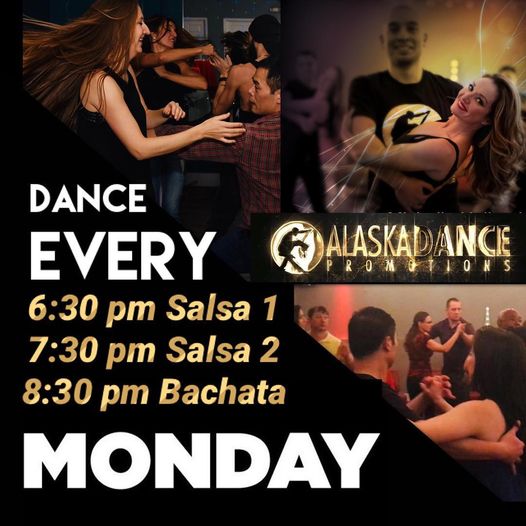 DANCE
EVERY
6:30 pm Salsa 1
7:30 pm Salsa 2
8:30 pm Bachata
MONDAY
ALASKADANCE
PROMOTIONS